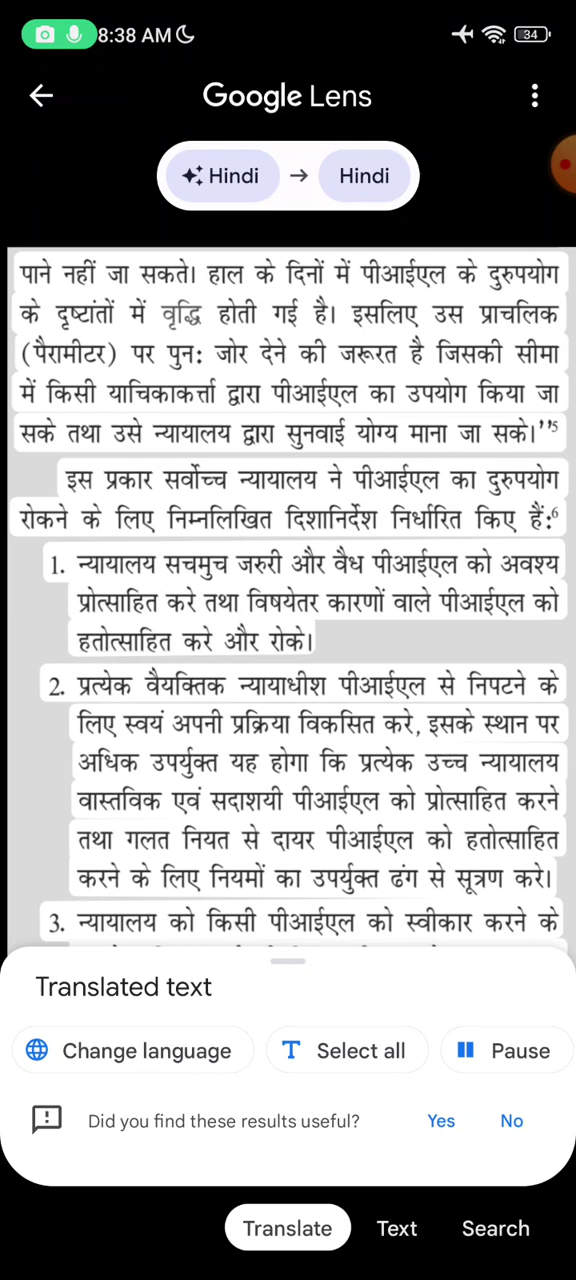 8:38 AM
34
Google Lens
Hindi → Hindi
पाने नहीं जा सकते। हाल के दिनों में पीआईएल के दुरुपयोग
के दृष्टांतों में वृद्धि होती गई है। इसलिए उस प्राचलिक
(पैरामीटर) पर पुन: जोर देने की जरूरत है जिसकी सीमा
में किसी याचिकाकर्त्ता द्वारा पीआईएल का उपयोग किया जा
सके तथा उसे न्यायालय द्वारा सुनवाई योग्य माना जा सके।’’5
इस प्रकार सर्वोच्च न्यायालय ने पीआईएल का दुरुपयोग
रोकने के लिए निम्नलिखित दिशानिर्देश निर्धारित किए हैं:6
1. न्यायालय सचमुच जरुरी और वैध पीआईएल को अवश्य
प्रोत्साहित करे तथा विषयेतर कारणों वाले पीआईएल को
हतोत्साहित करे और रोके।
2. प्रत्येक वैयक्तिक न्यायाधीश पीआईएल से निपटने के
लिए स्वयं अपनी प्रक्रिया विकसित करे, इसके स्थान पर
अधिक उपर्युक्त यह होगा कि प्रत्येक उच्च न्यायालय
वास्तविक एवं सदाशयी पीआईएल को प्रोत्साहित करने
तथा गलत नियत से दायर पीआईएल को हतोत्साहित
करने के लिए नियमों का उपर्युक्त ढंग से सूत्रण करे।
3. न्यायालय को किसी पीआईएल को स्वीकार करने के
Translated text
Change language
Select all
Pause
Did you find these results useful?
Yes
No
Translate
Text
Search